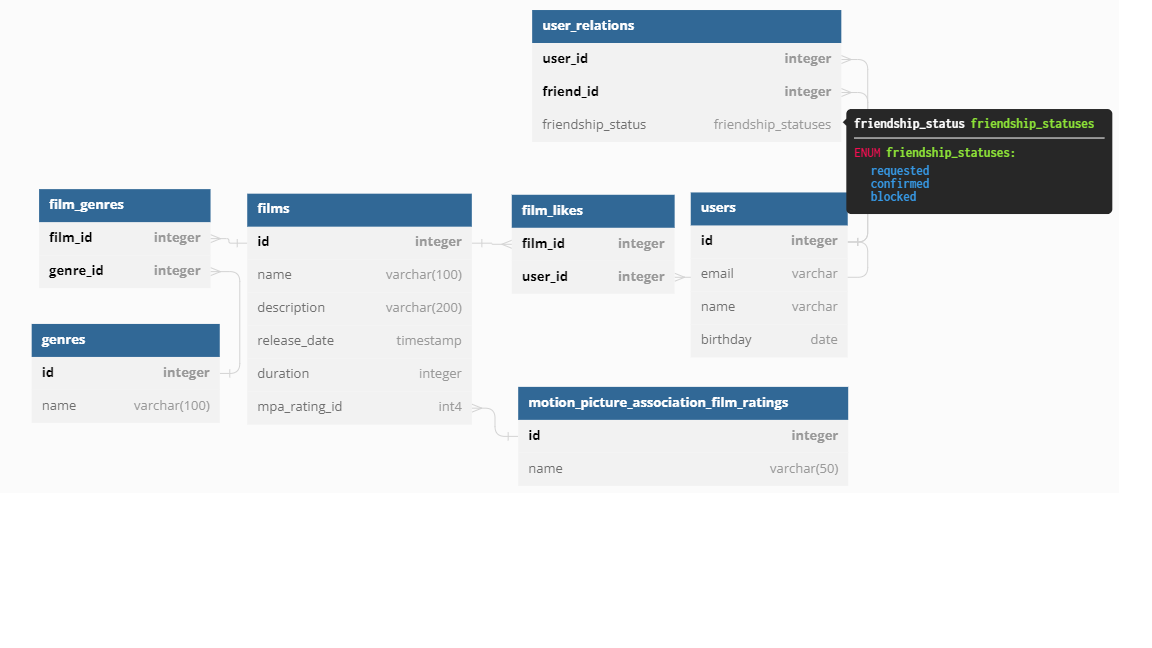 user_relations
user_id integer
friend_id integer
friendship_status friendship_statuses
friendship_status friendship_statuses
ENUM friendship_statuses:
requested
confirmed
blocked
film_genres
film_id integer
genre_id integer
genres
id integer
name varchar(100)
films
id integer
name varchar(100)
description varchar(200)
release_date timestamp
duration integer
mpa_rating_id int4
film_likes
film_id integer
user_id integer
users
id integer
email varchar
name varchar
birthday date
motion_picture_association_film_ratings
id integer
name varchar(50)